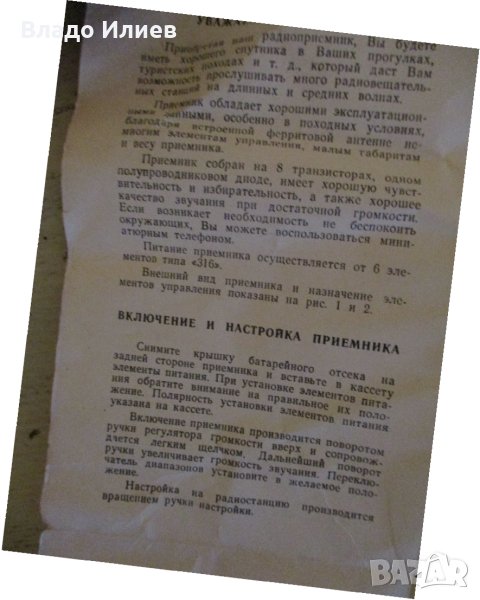 Владо Илиев
УВАЖА
Приобретая наш радиоприемник, Вы будете
иметь хорошего спутника в Ваших прогулках,
туристских походах и т. д., который даст Вам
возможность прослушивать много радиовещатель-
ных станций на длинных и средних волнах.
Приемник обладает хорошими эксплуатацион-
ными данными, особенно в походных условиях,
благодаря встроенной ферритовой антенне не-
многим элементам управления, малым габаритам
и весу приемника.
Приемник собран на 8 транзисторах, одном
полупроводниковом диоде, имеет хорошую чувст-
вительность и избирательность, а также хорошее
качество звучания при достаточной громкости.
Если возникает необходимость не беспокоить
окружающих, Вы можете воспользоваться мини-
атюрным телефоном.
Питание приемника осуществляется от 6 эле-
ментов типа «316».
Внешний вид приемника и назначение эле-
ментов управления показаны на рис. 1 и 2.
ВКЛЮЧЕНИЕ И НАСТРОЙКА ПРИЕМНИКА
Снимите крышку батарейного отсека на
задней стороне приемника и вставьте в кассету
элементы питания. При установке элементов пита-
ния обратите внимание на правильное их поло-
жение. Полярность установки элементов питания
указана на кассете.
Включение приемника производится поворотом
ручки регулятора громкости вверх и сопровож-
дается легким щелчком. Дальнейший поворот
ручки увеличивает громкость звучания. Переклю-
чатель диапазонов установите в желаемое поло-
жение.
Настройка на радиостанцию производится
вращением ручки настройки.
BAZAR